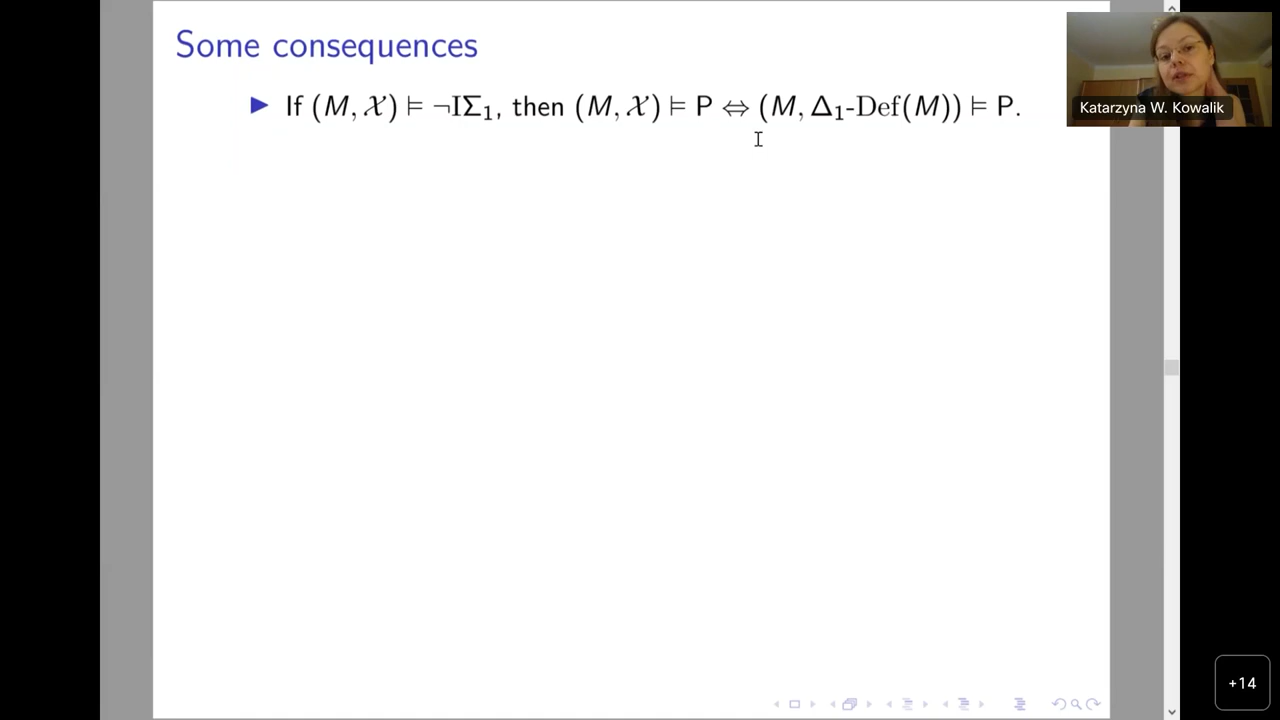 Some consequences
▶ If (M, 𝒳) ⊨ ¬IΣ₁, then (M, 𝒳) ⊨ P ⇔ (M, Δ₁-Def(M)) ⊨ P.
Katarzyna W. Kowalik
+14